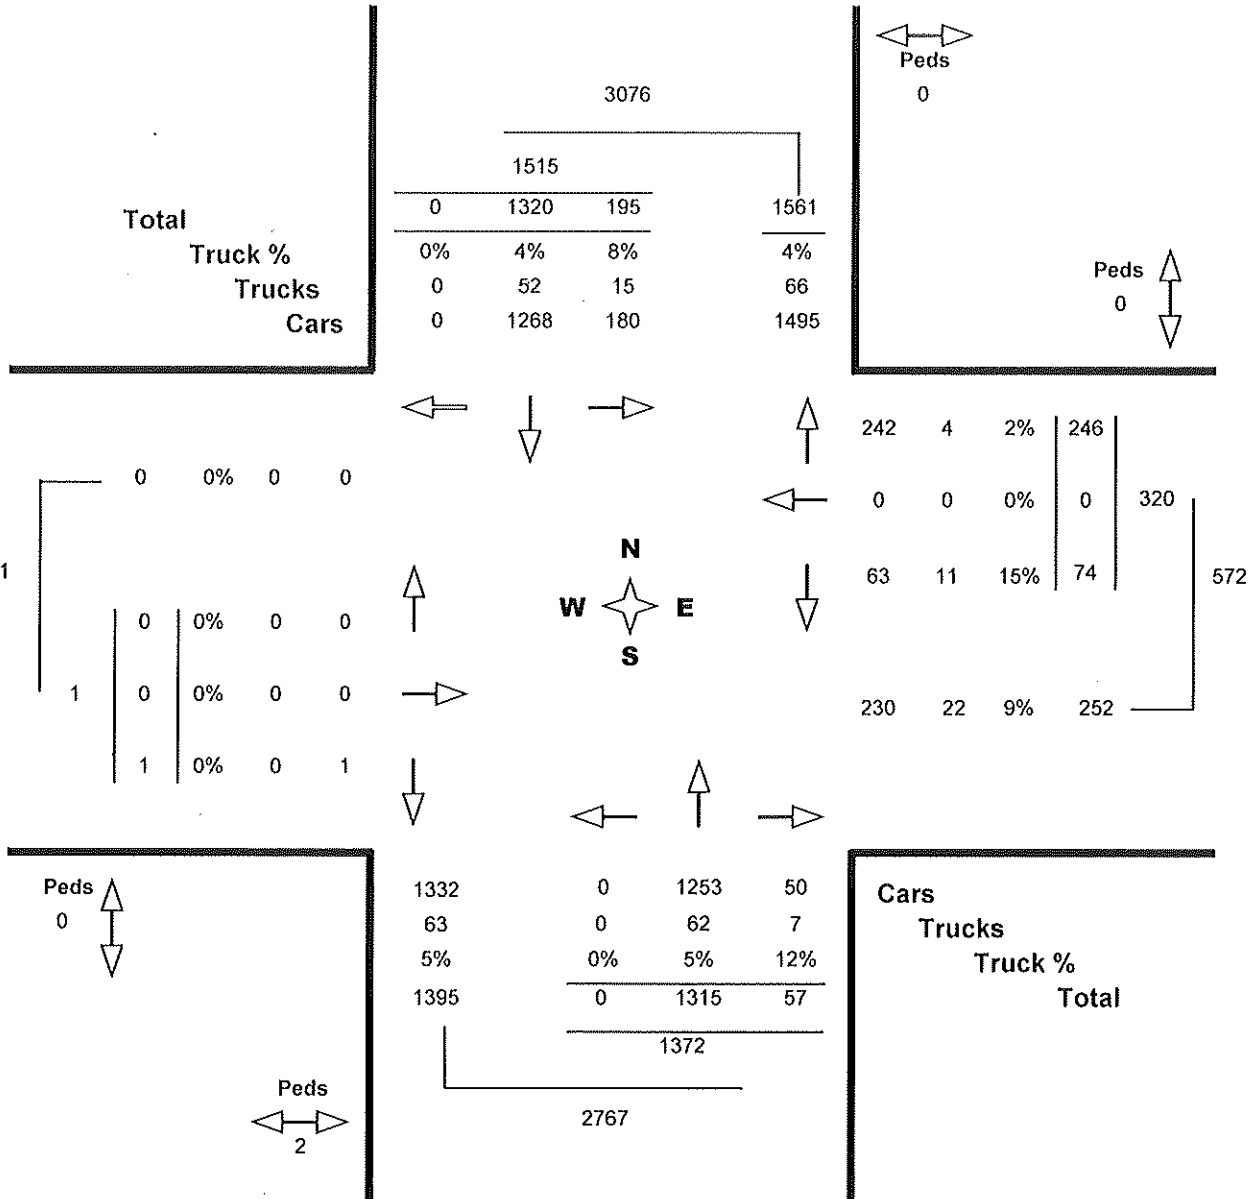 Peds
0
3076
1515
Total 0 1320 195 1561
Truck % 0% 4% 8% 4%
Trucks 0 52 15 66
Cars 0 1268 180 1495
Peds
0
242 4 2% 246
0 0% 0 0
0 0 0% 0 320
N
1
63 11 15% 74 572
W E
0 0% 0 0
S
1 0 0% 0 0
230 22 9% 252
1 0% 0 1
Peds
0
1332 0 1253 50 Cars
63 0 62 7 Trucks
5% 0% 5% 12% Truck %
1395 0 1315 57 Total
1372
Peds
2
2767